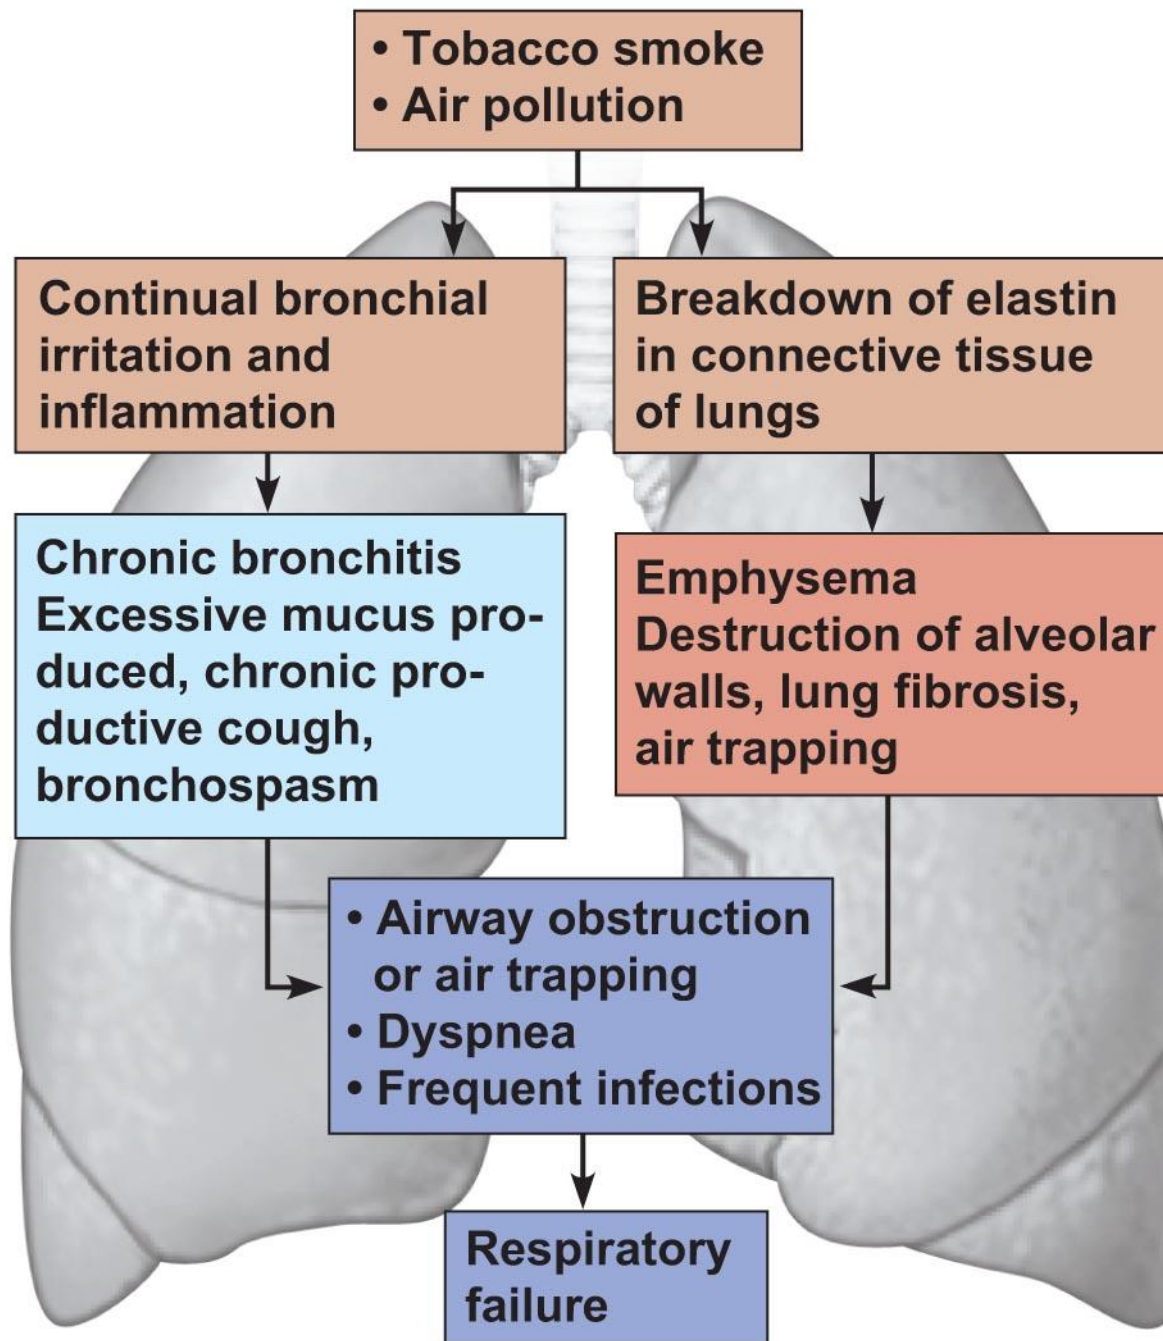 • Tobacco smoke
• Air pollution
Continual bronchial
irritation and
inflammation
Breakdown of elastin
in connective tissue
of lungs
Chronic bronchitis
Excessive mucus pro-
duced, chronic pro-
ductive cough,
bronchospasm
Emphysema
Destruction of alveolar
walls, lung fibrosis,
air trapping
• Airway obstruction
or air trapping
• Dyspnea
• Frequent infections
Respiratory
failure